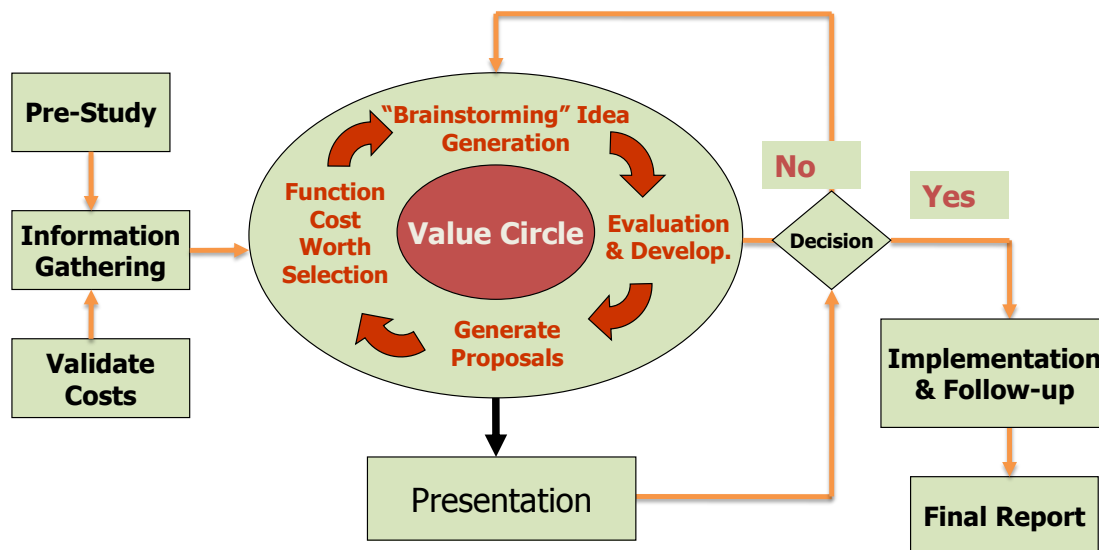 Pre-Study
Information
Gathering
Validate
Costs
“Brainstorming” Idea
Generation
Function
Cost
Worth
Selection
Value Circle
Evaluation
& Develop.
Generate
Proposals
Presentation
No
Decision
Yes
Implementation
& Follow-up
Final Report